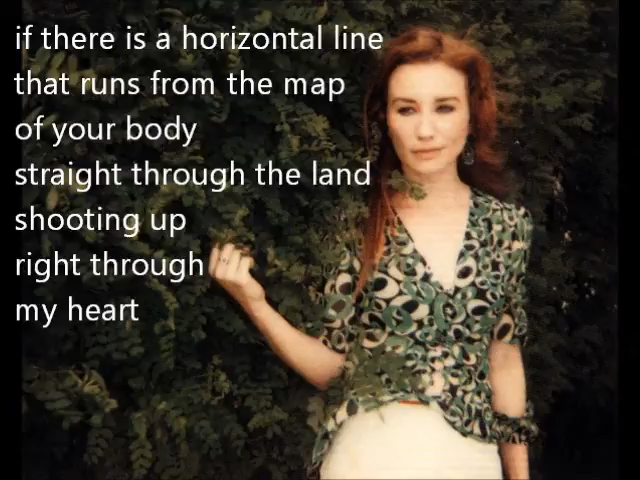 if there is a horizontal line
that runs from the map
of your body
straight through the land
shooting up
right through
my heart